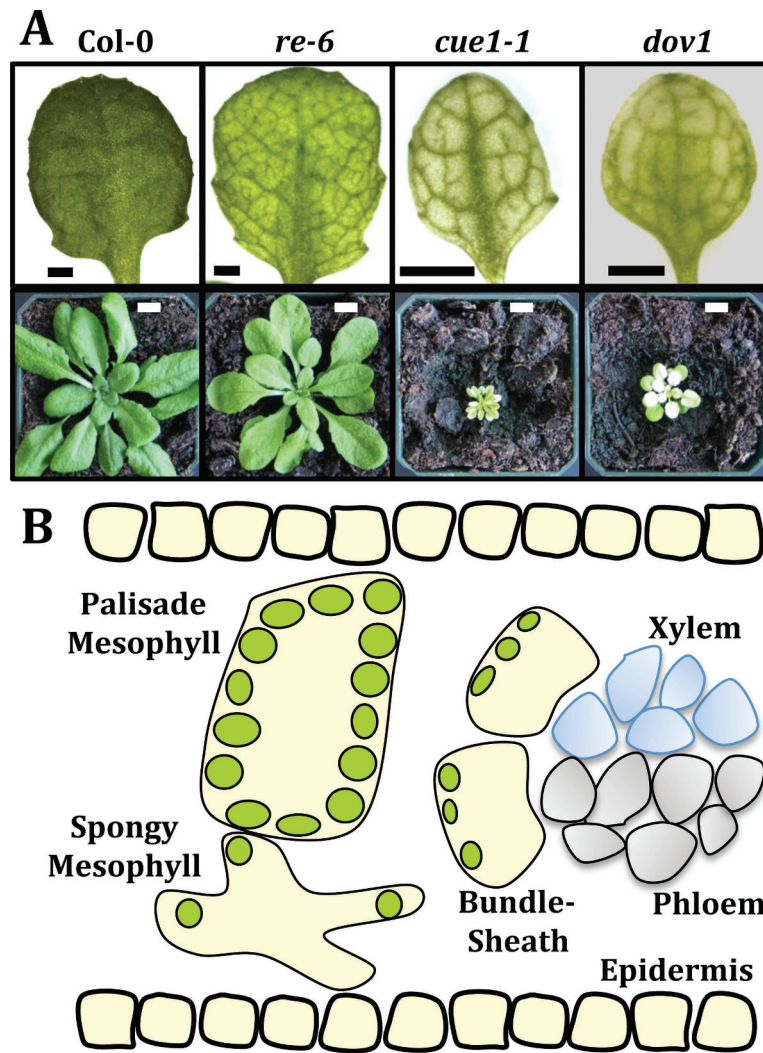 A
Col-0
re-6
cue1-1
dov1
B
Palisade
Mesophyll
Xylem
Spongy
Mesophyll
Bundle-
Sheath
Phloem
Epidermis